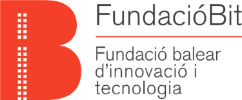 FundacióBit
Fundació balear
d'innovació i
tecnologia